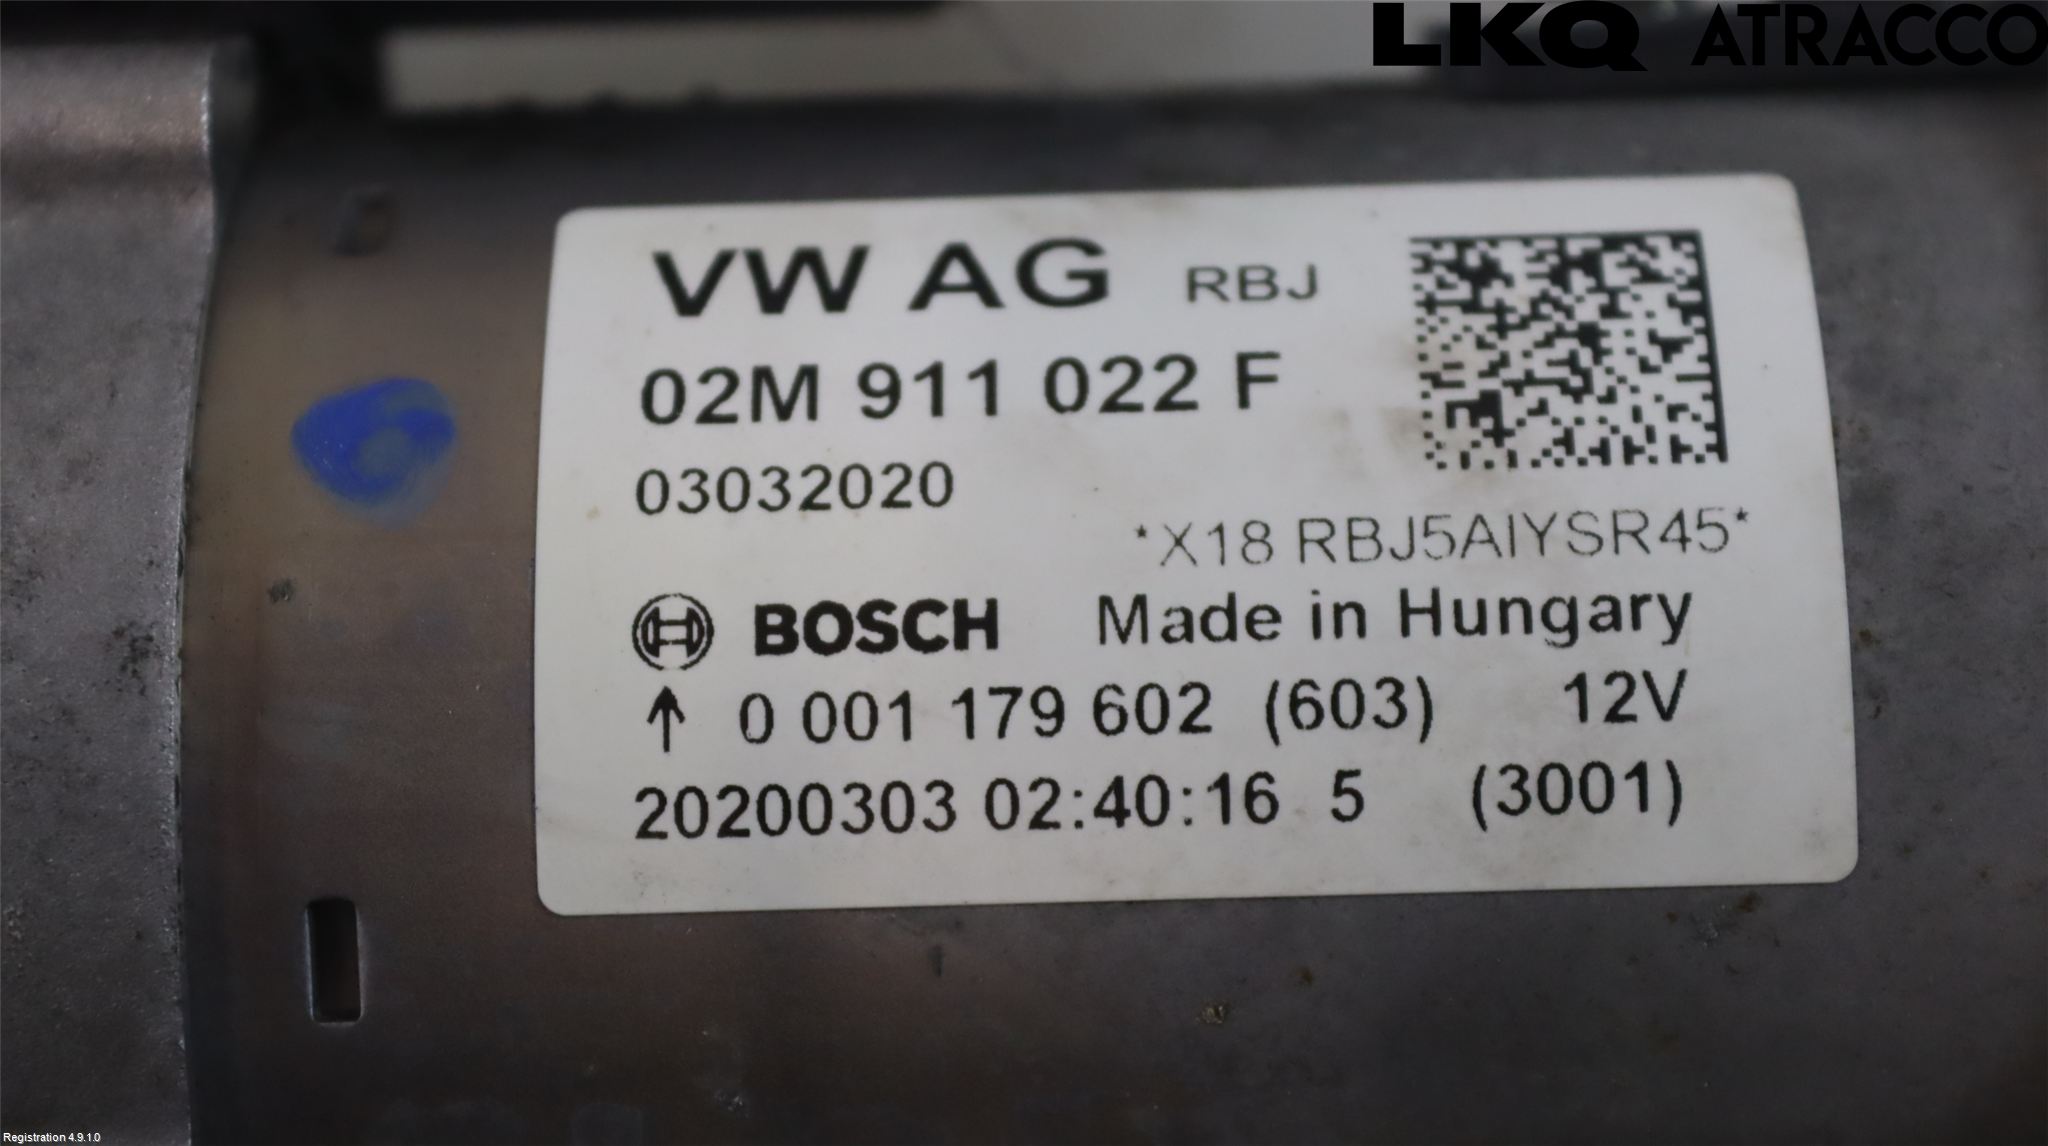 LKQ ATRACCO
VW AG RBJ
02M 911 022 F
03032020
*X18 RBJ5AIYSR45*
BOSCH Made in Hungary
↑ 0 001 179 602 (603) 12V
20200303 02:40:16 5 (3001)
Registration 4.9.1.0